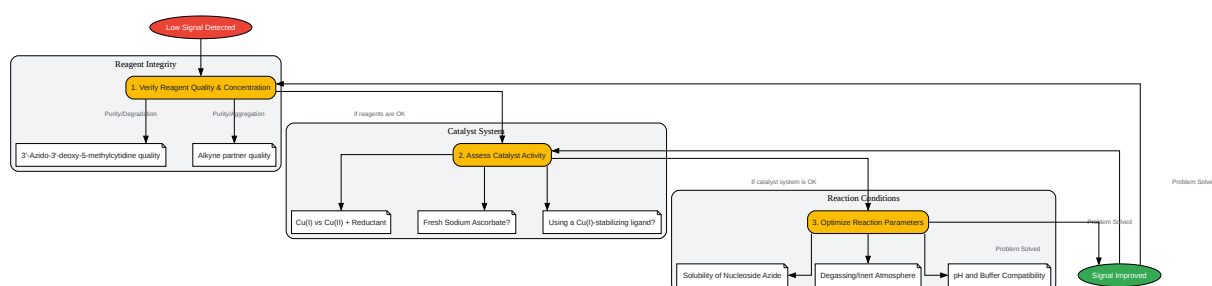 Low Signal Detected
Reagent Integrity
1. Verify Reagent Quality & Concentration
Purity/Degradation
Purity/Aggregation
If reagents are OK
3'-Azido-3'-deoxy-5-methylcytidine quality
Alkyne partner quality
Catalyst System
2. Assess Catalyst Activity
If catalyst system is OK
Problem Solve
Cu(I) vs Cu(II) + Reductant
Fresh Sodium Ascorbate?
Using a Cu(I)-stabilizing ligand?
Reaction Conditions
3. Optimize Reaction Parameters
Problem Solved
Problem Solved
Solubility of Nucleoside Azide
Degassing/Inert Atmosphere
pH and Buffer Compatibility
Signal Improved